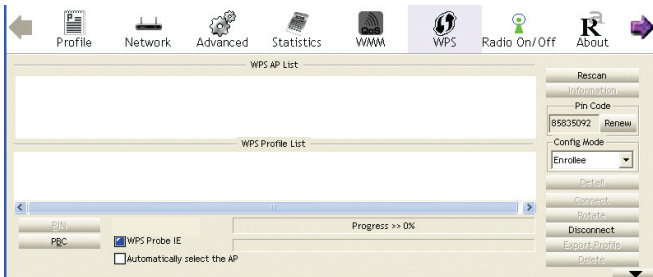 Profile Network Advanced Statistics QoS WMM WPS Radio On/Off About
WPS AP List
Rescan
Information
Pin Code
85835092 Renew
WPS Profile List
Config Mode
Enrollee
Detail
Connect
Rotate
Disconnect
Export Profile
Delete
PIN
Progress >> 0%
PBC
WPS Probe IE
Automatically select the AP